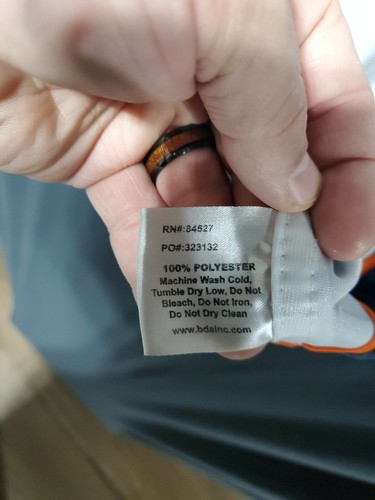 RN#:84527
PO#:323132
100% POLYESTER
Machine Wash Cold,
Tumble Dry Low, Do Not
Bleach, Do Not Iron,
Do Not Dry Clean
www.bdainc.com